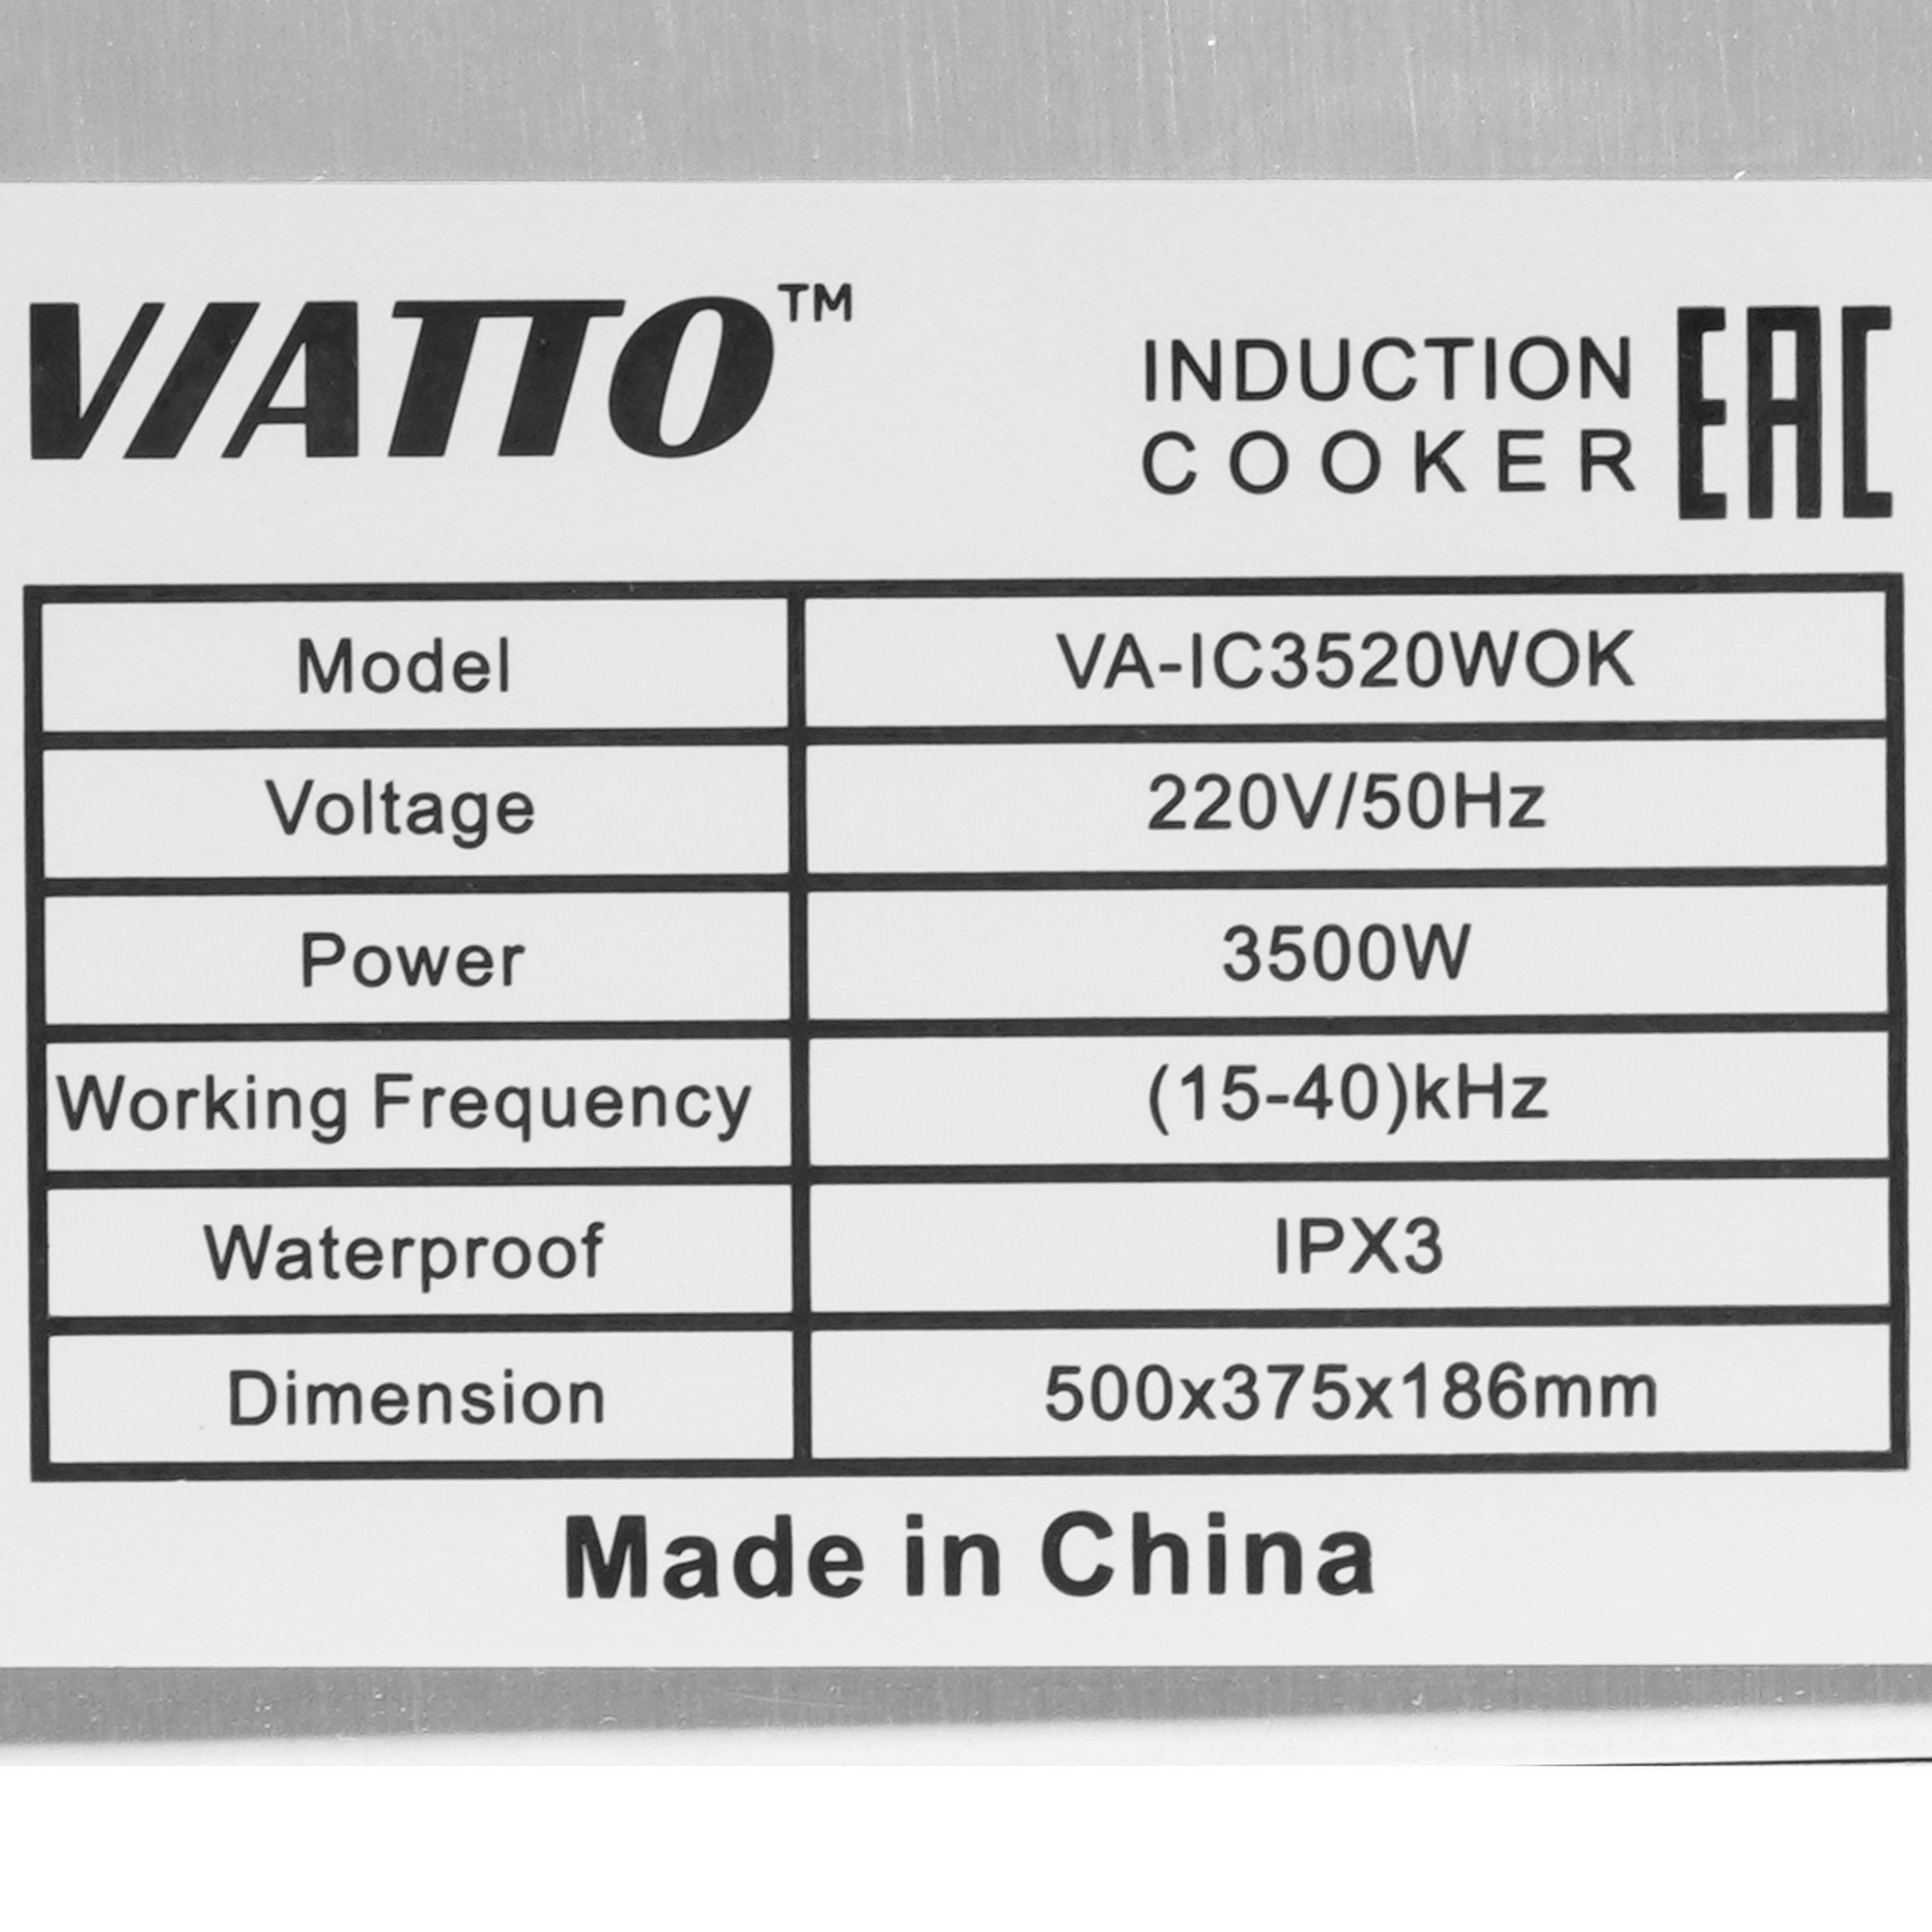 VIATTO™
INDUCTION
COOKER
EAC
Model VA-IC3520WOK
Voltage 220V/50Hz
Power 3500W
Working Frequency (15-40)kHz
Waterproof IPX3
Dimension 500x375x186mm
Made in China